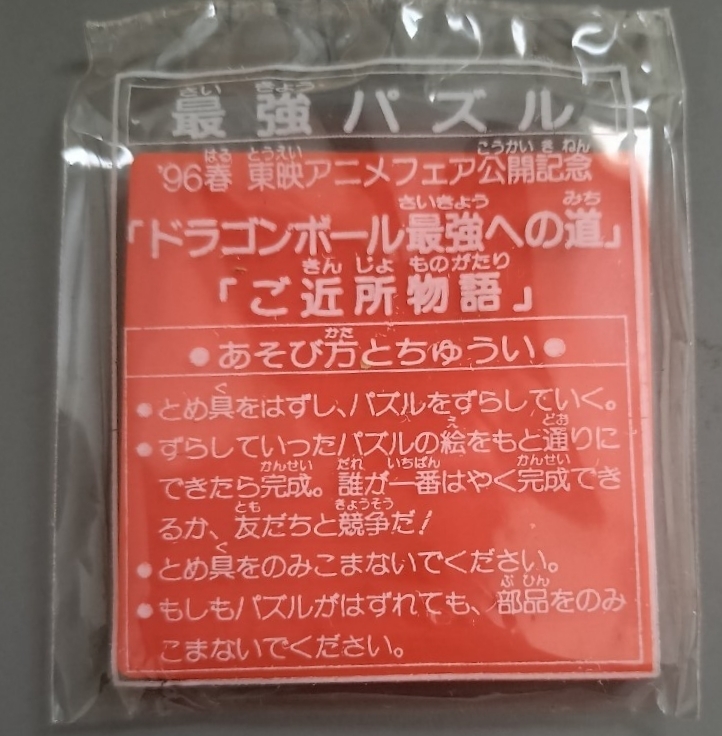 最強パズル
'96春 東映アニメフェア公開記念
「ドラゴンボール最強への道」
「ご近所物語」
●あそび方とちゅうい●
●とめ具をはずし、パズルをずらしていく。
●ずらしていったパズルの絵をもと通りに
できたら完成。誰が一番はやく完成でき
るか、友だちと競争だ!
●とめ具をのみこまないでください。
●もしもパズルがはずれても、部品をのみ
こまないでください。